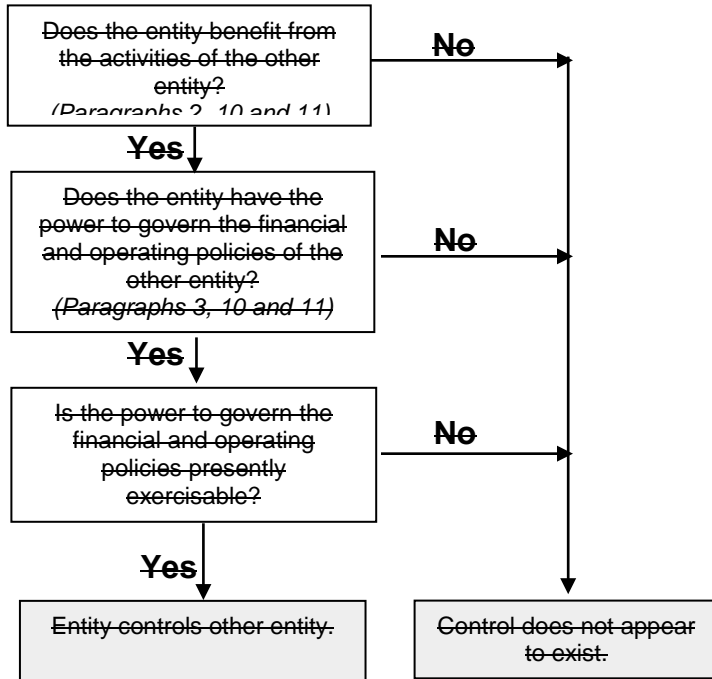 Does the entity benefit from
the activities of the other
entity?
(Paragraphs 2, 10 and 11)
No
Yes
Does the entity have the
power to govern the financial
and operating policies of the
other entity?
(Paragraphs 3, 10 and 11)
No
Yes
Is the power to govern the
financial and operating
policies presently
exercisable?
No
Yes
Entity controls other entity.
Control does not appear
to exist.